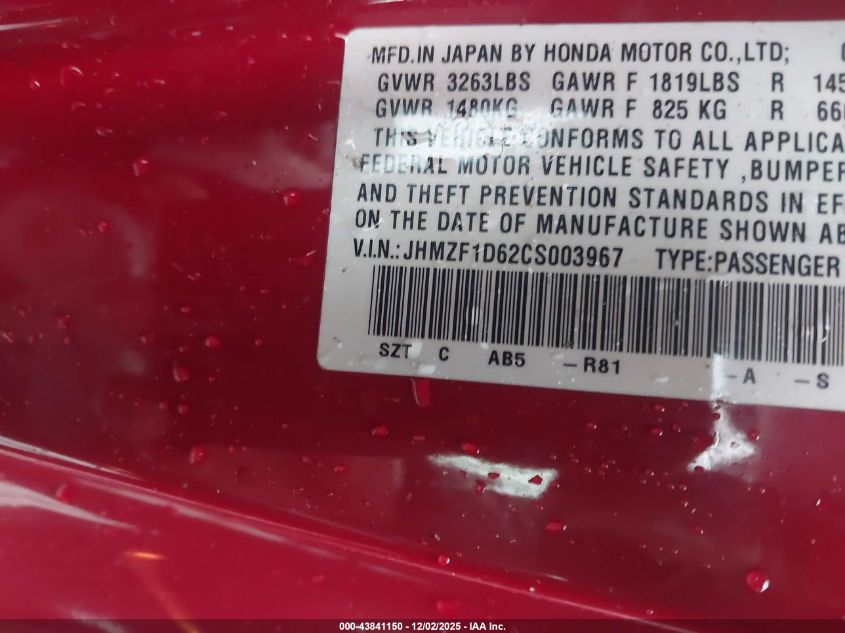 MFD.IN JAPAN BY HONDA MOTOR CO.,LTD;
GVWR 3263LBS GAWR F 1819LBS R 145
GVWR 1480KG GAWR F 825 KG R 66
THIS VEHICLE CONFORMS TO ALL APPLICA
FEDERAL MOTOR VEHICLE SAFETY ,BUMPER
AND THEFT PREVENTION STANDARDS IN EF
ON THE DATE OF MANUFACTURE SHOWN AB
V.I.N.:JHMZF1D62CS003967 TYPE:PASSENGER
SZT C AB5 -R81 -A -S
000-43841150 - 12/02/2025 - IAA Inc.